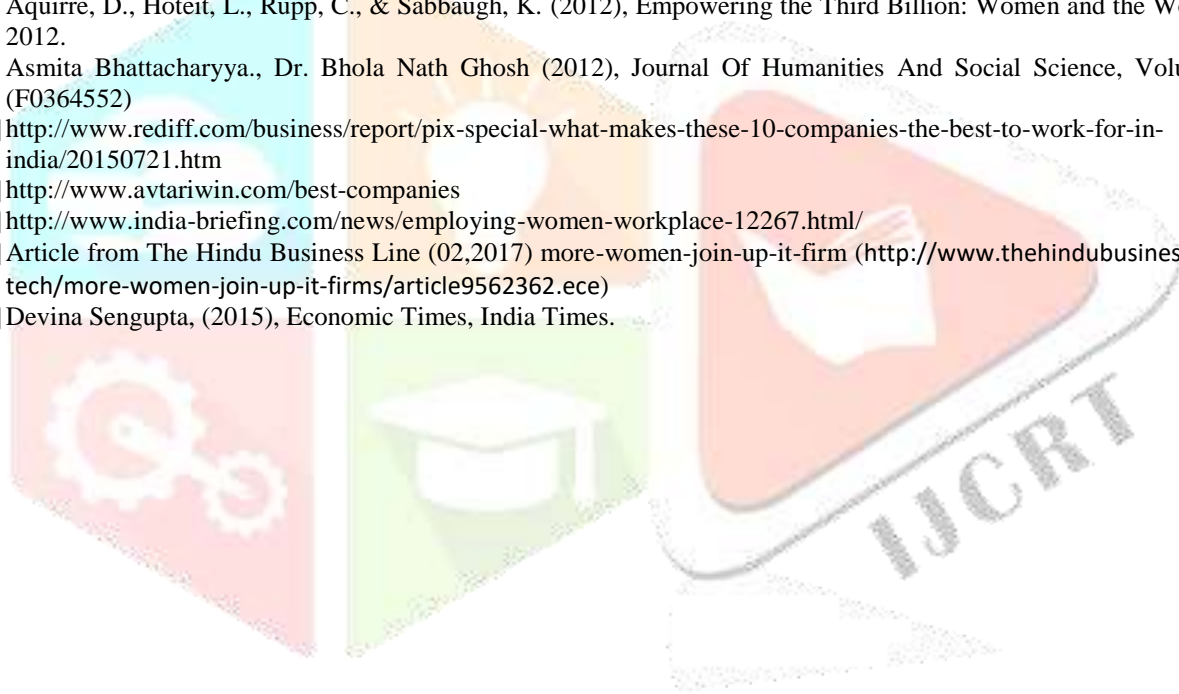 Aquirre, D., Hoteit, L., Rupp, C., & Sabbaugh, K. (2012), Empowering the Third Billion: Women and the
2012.
Asmita Bhattacharyya., Dr. Bhola Nath Ghosh (2012), Journal Of Humanities And Social Science,
(F0364552)
http://www.rediff.com/business/report/pix-special-what-makes-these-10-companies-the-best-to-work-for-in-
india/20150721.htm
http://www.avtariwin.com/best-companies
http://www.india-briefing.com/news/employing-women-workplace-12267.html/
Article from The Hindu Business Line (02,2017) more-women-join-up-it-firm (http://www.thehindubusines
tech/more-women-join-up-it-firms/article9562362.ece)
Devina Sengupta, (2015), Economic Times, India Times.
IJCRT